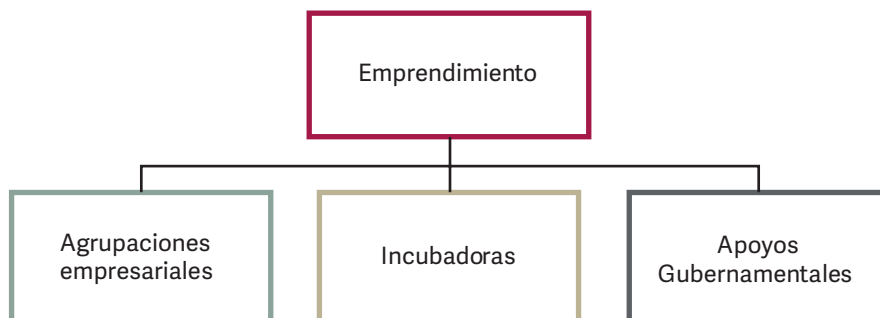 Emprendimiento
Agrupaciones
empresariales
Incubadoras
Apoyos
Gubernamentales